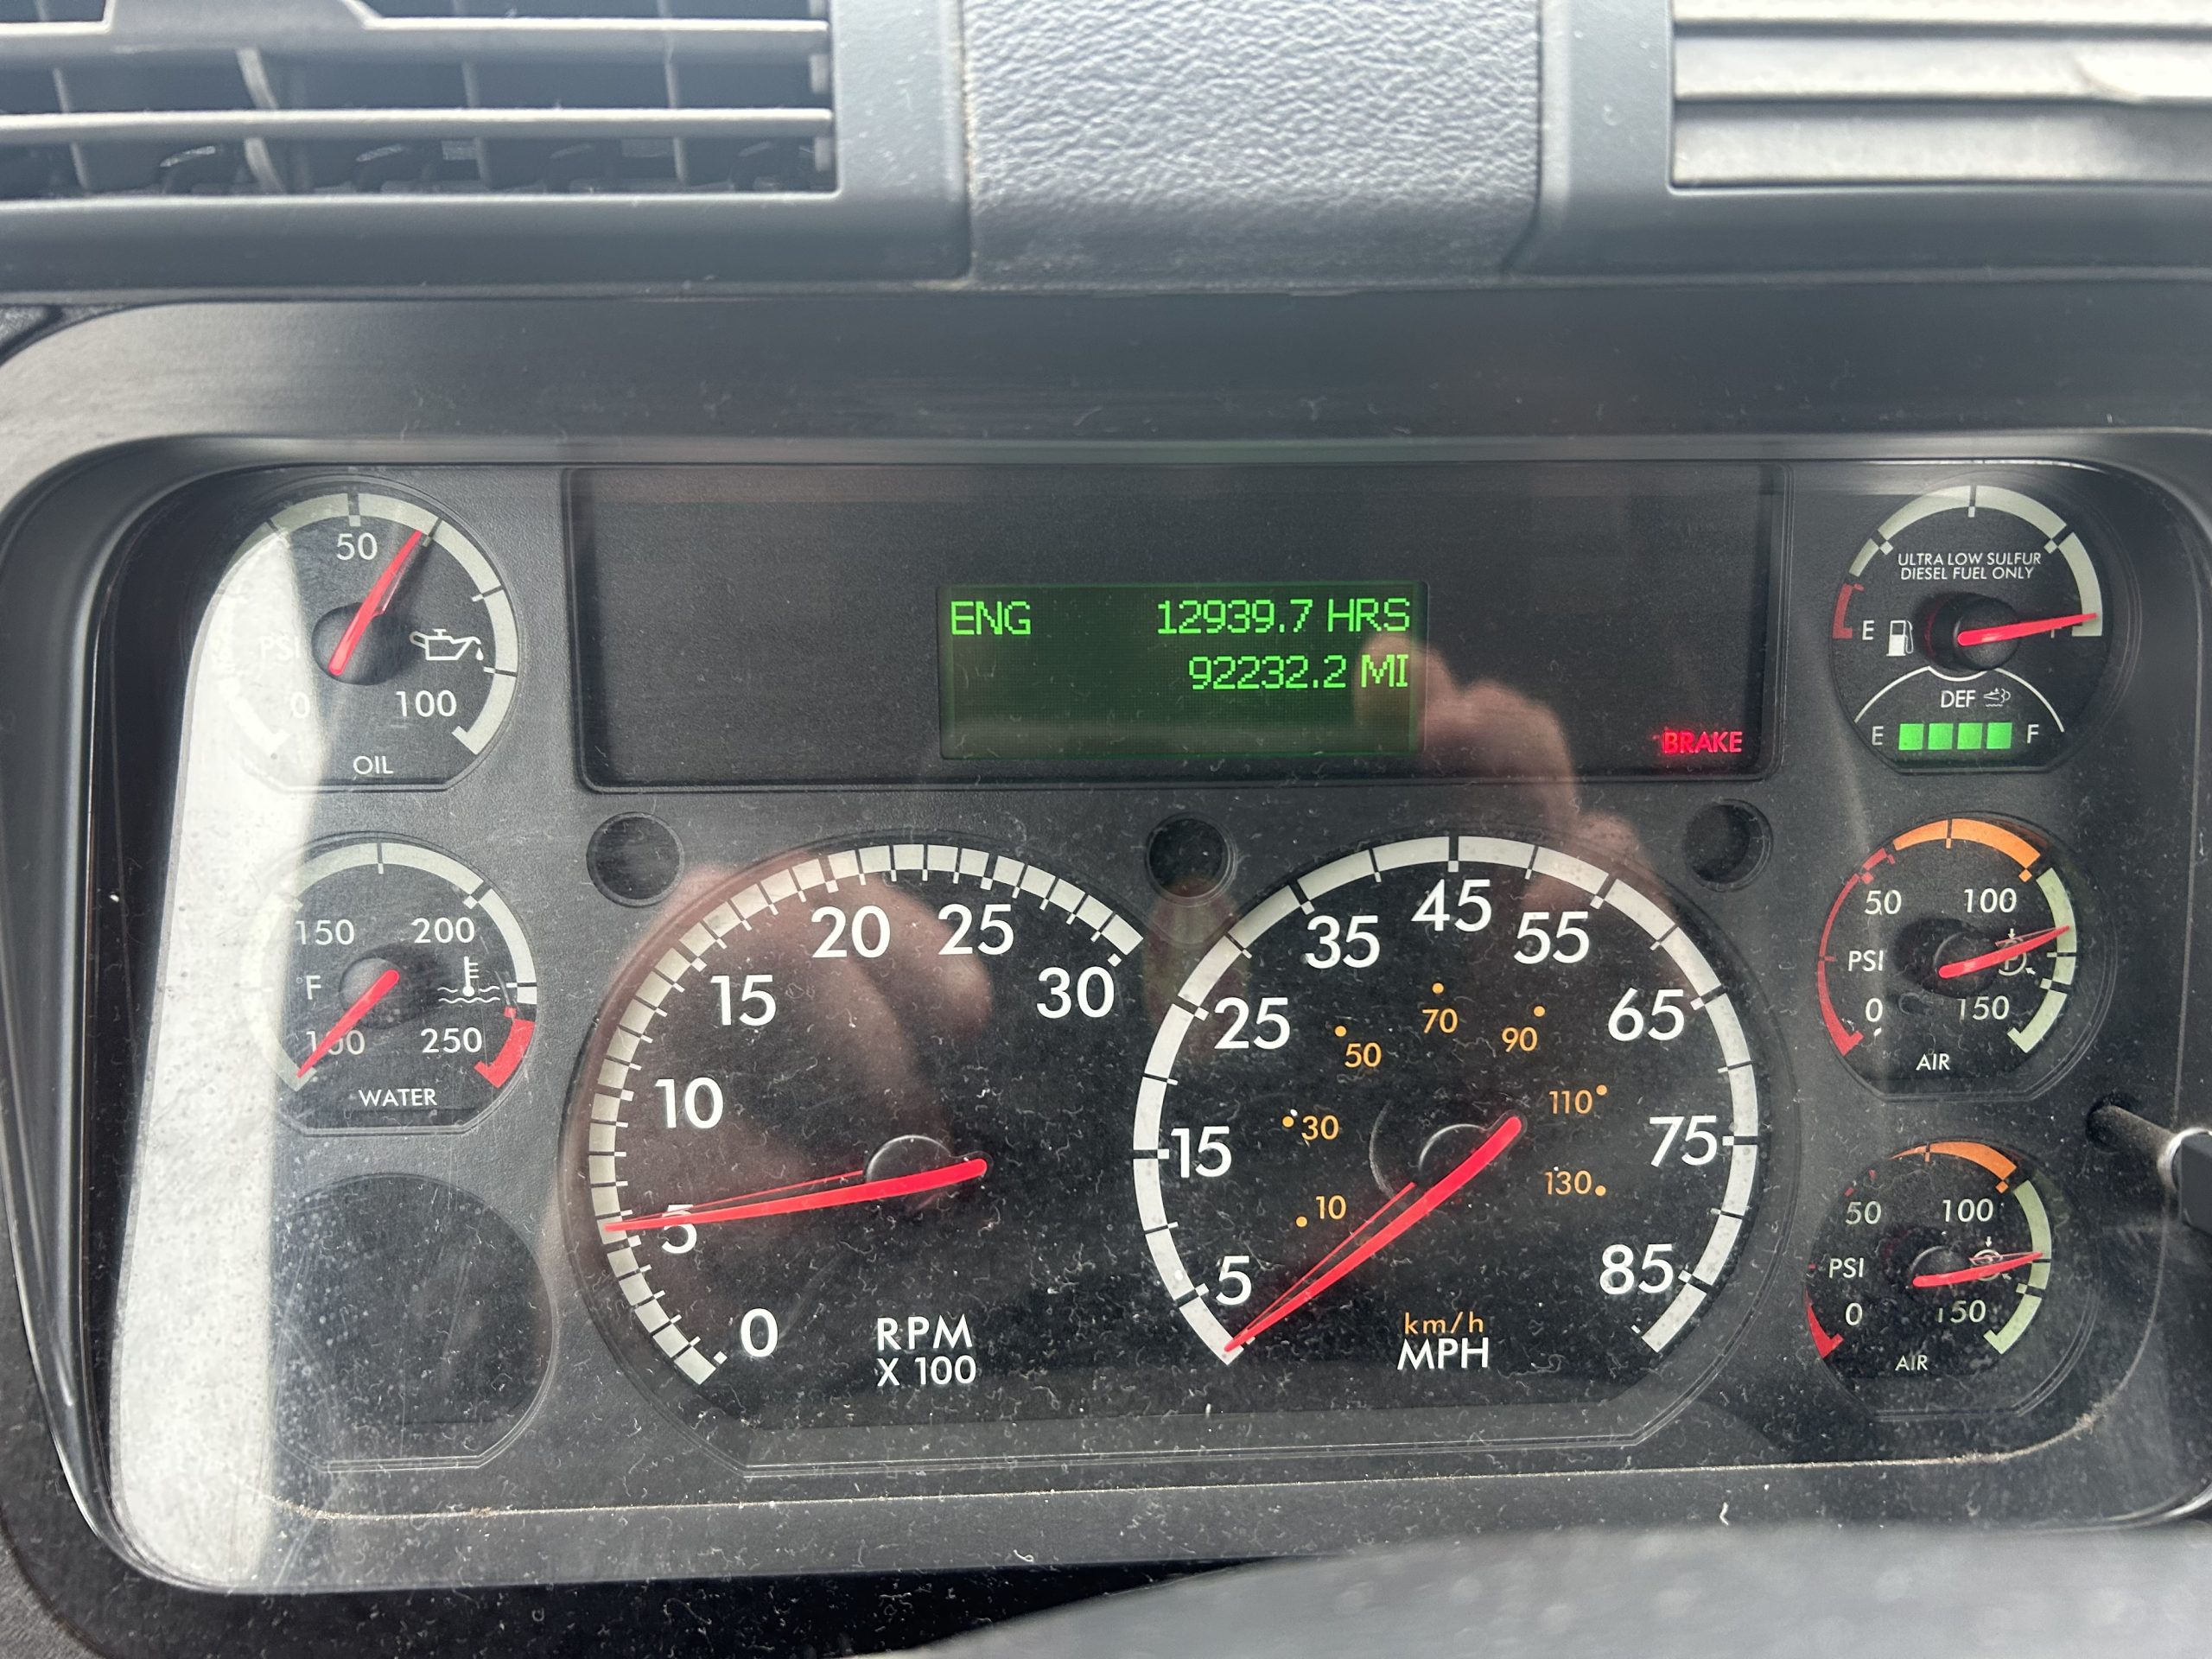 50
PSI
0 100
OIL
ENG 12939.7 HRS
92232.2 MI
BRAKE
ULTRA LOW SULFUR
DIESEL FUEL ONLY
E F
DEF
E F
150 200
F
100 250
WATER
0 5 10 15 20 25 30
RPM
X 100
5 15 25 35 45 55 65 75 85
10 30 50 70 90 110 130
km/h
MPH
50 100
PSI
0 150
AIR
50 100
PSI
0 150
AIR